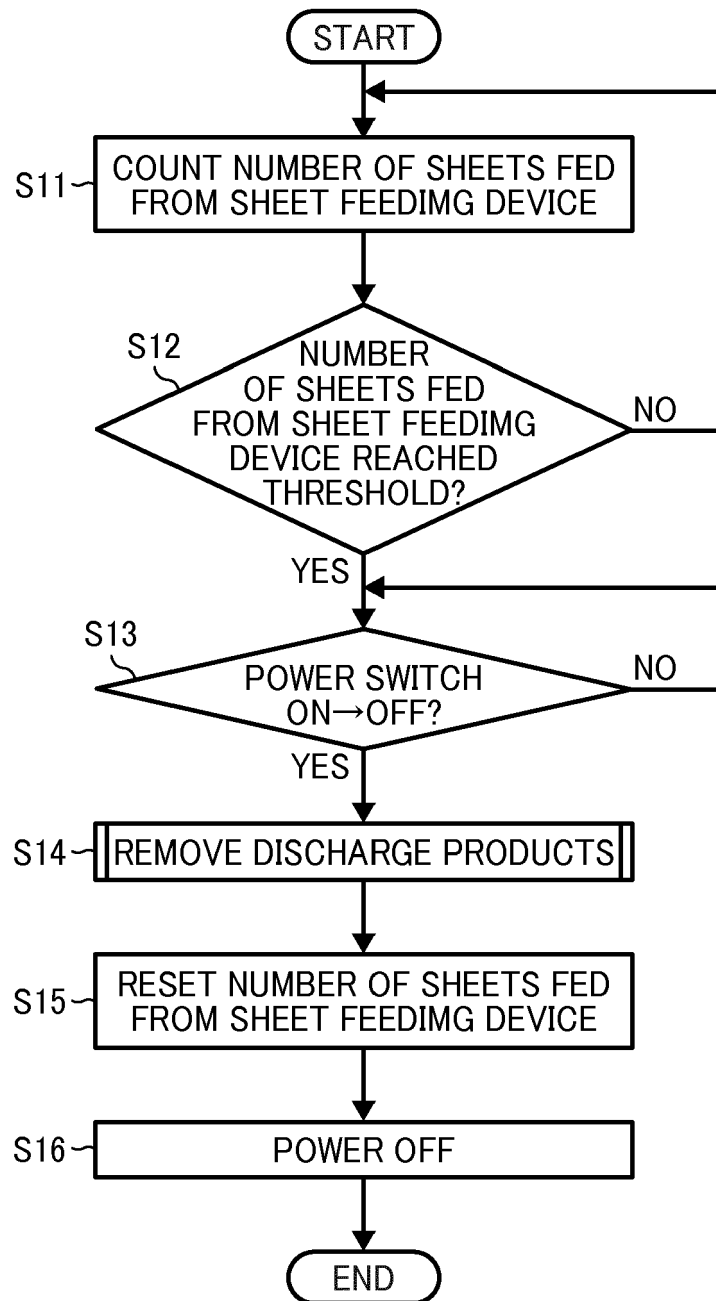 START
S11
COUNT NUMBER OF SHEETS FED
FROM SHEET FEEDIMG DEVICE
S12
NUMBER
OF SHEETS FED
FROM SHEET FEEDIMG
DEVICE REACHED
THRESHOLD?
NO
YES
S13
POWER SWITCH
ON→OFF?
NO
YES
S14
REMOVE DISCHARGE PRODUCTS
S15
RESET NUMBER OF SHEETS FED
FROM SHEET FEEDIMG DEVICE
S16
POWER OFF
END